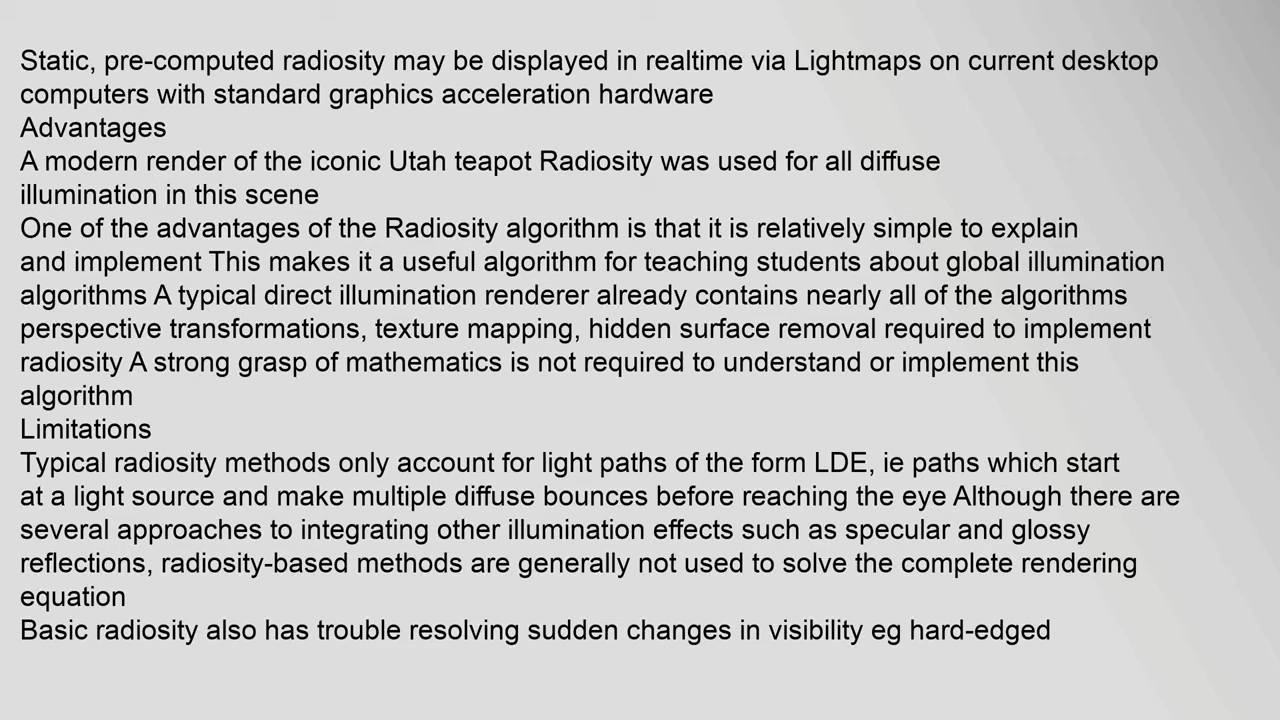 Static, pre-computed radiosity may be displayed in realtime via Lightmaps on current desktop
computers with standard graphics acceleration hardware
Advantages
A modern render of the iconic Utah teapot Radiosity was used for all diffuse
illumination in this scene
One of the advantages of the Radiosity algorithm is that it is relatively simple to explain
and implement This makes it a useful algorithm for teaching students about global illumination
algorithms A typical direct illumination renderer already contains nearly all of the algorithms
perspective transformations, texture mapping, hidden surface removal required to implement
radiosity A strong grasp of mathematics is not required to understand or implement this
algorithm
Limitations
Typical radiosity methods only account for light paths of the form LDE, ie paths which start
at a light source and make multiple diffuse bounces before reaching the eye Although there are
several approaches to integrating other illumination effects such as specular and glossy
reflections, radiosity-based methods are generally not used to solve the complete rendering
equation
Basic radiosity also has trouble resolving sudden changes in visibility eg hard-edged